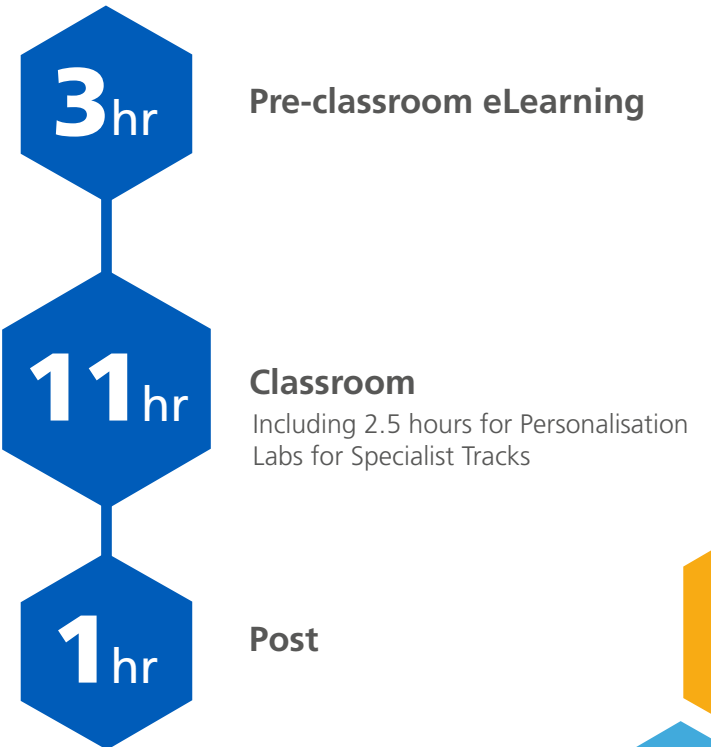 3hr
Pre-classroom eLearning
11hr
Classroom
Including 2.5 hours for Personalisation
Labs for Specialist Tracks
1hr
Post